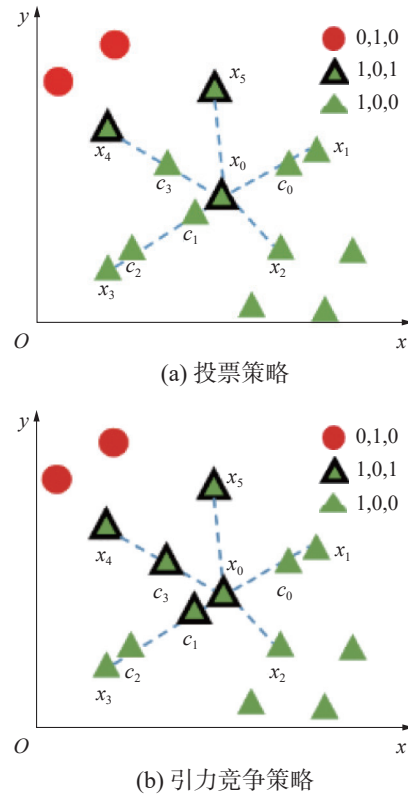 y
0,1,0
1,0,1
1,0,0
x₅
x₄
x₀
x₁
c₃
c₀
c₁
c₂
x₂
x₃
O
x
(a) 投票策略
y
0,1,0
1,0,1
1,0,0
x₅
x₄
x₀
x₁
c₃
c₀
c₁
c₂
x₂
x₃
O
x
(b) 引力竞争策略